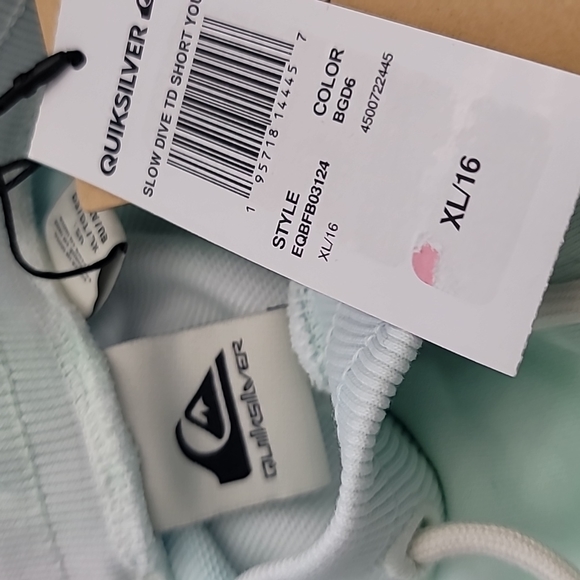 QUIKSILVER
SLOW DIVE TD SHORT YOU
1 95718 14445 7
STYLE
EQBFB03124
XL/16
COLOR
BGD6
4500722445
XL/16
Quiksilver